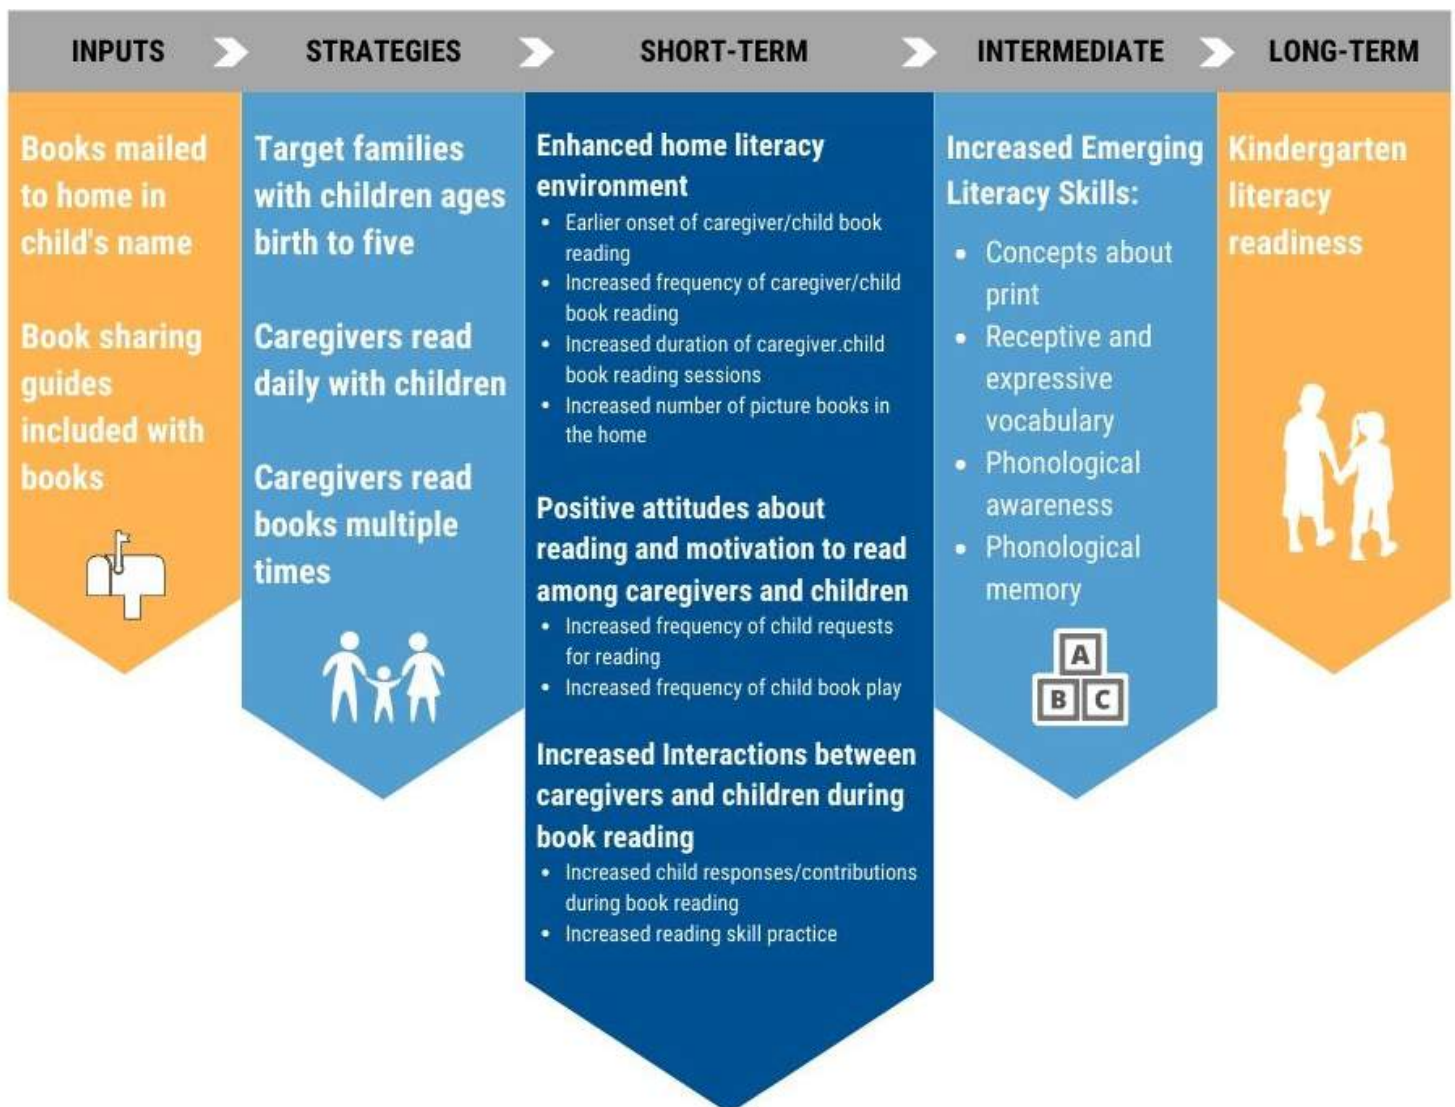 INPUTS
STRATEGIES
SHORT-TERM
INTERMEDIATE
LONG-TERM
Books mailed
to home in
child's name
Book sharing
guides
included with
books
Target families
with children ages
birth to five
Caregivers read
daily with children
Caregivers read
books multiple
times
Enhanced home literacy
environment
• Earlier onset of caregiver/child book
reading
• Increased frequency of caregiver/child
book reading
• Increased duration of caregiver.child
book reading sessions
• Increased number of picture books in
the home
Positive attitudes about
reading and motivation to read
among caregivers and children
• Increased frequency of child requests
for reading
• Increased frequency of child book play
Increased Interactions between
caregivers and children during
book reading
• Increased child responses/contributions
during book reading
• Increased reading skill practice
Increased Emerging
Literacy Skills:
• Concepts about
print
• Receptive and
expressive
vocabulary
• Phonological
awareness
• Phonological
memory
A
B C
Kindergarten
literacy
readiness